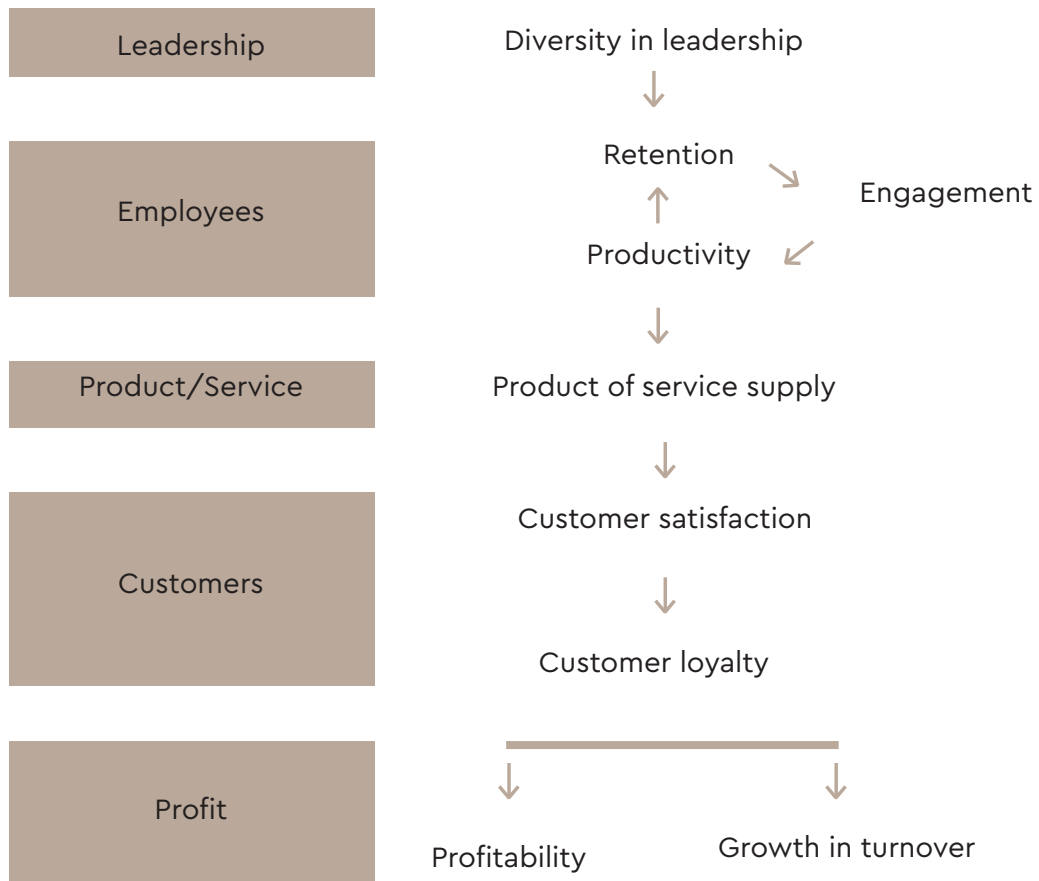 Leadership
Diversity in leadership
Retention
Engagement
Employees
Productivity
Product/Service
Product of service supply
Customer satisfaction
Customers
Customer loyalty
Profit
Profitability
Growth in turnover